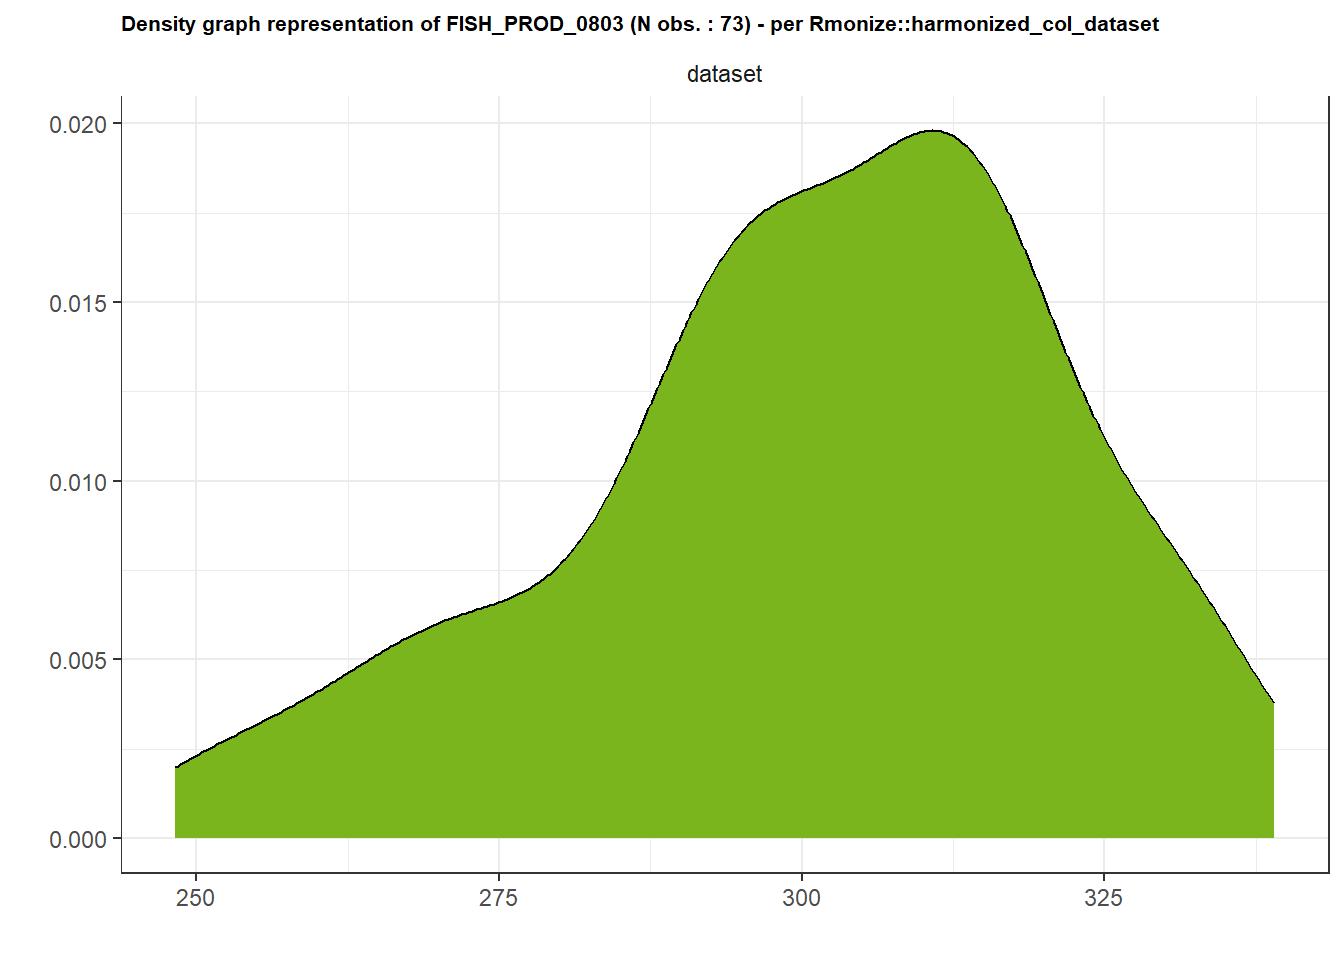 Density graph representation of FISH_PROD_0803 (N obs. : 73) - per Rmonize::harmonized_col_dataset
dataset
0.020
0.015
0.010
0.005
0.000
250 275 300 325